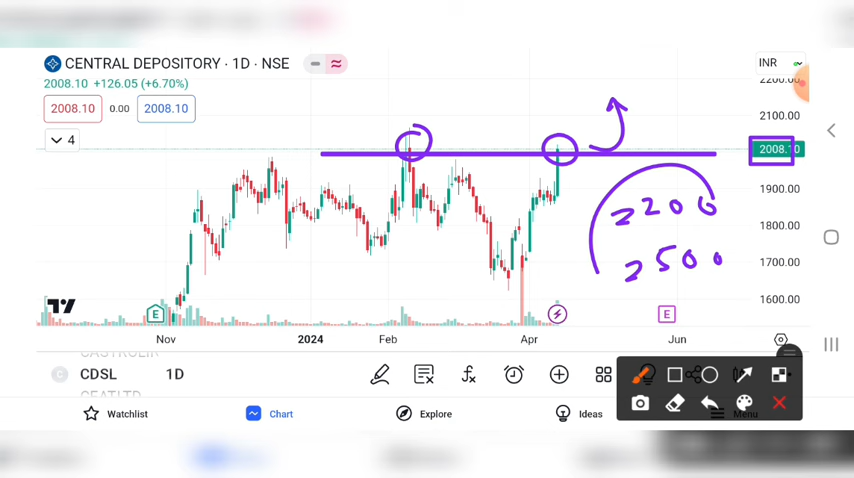 CENTRAL DEPOSITORY · 1D · NSE
INR
2008.10 +126.05 (+6.70%)
2200.00
2008.10 0.00 2008.10
2100.00
4
2008.10
1900.00
2200
1800.00
2500
1700.00
E
E
1600.00
Nov 2024 Feb Apr Jun
C CDSL 1D
Watchlist Chart Explore Ideas Menu